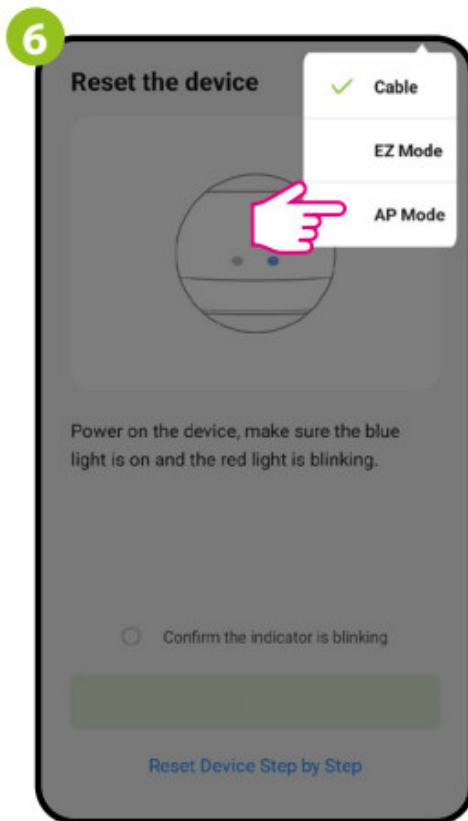 6
Reset the device
Cable
EZ Mode
AP Mode
Power on the device, make sure the blue
light is on and the red light is blinking.
Confirm the indicator is blinking
Reset Device Step by Step